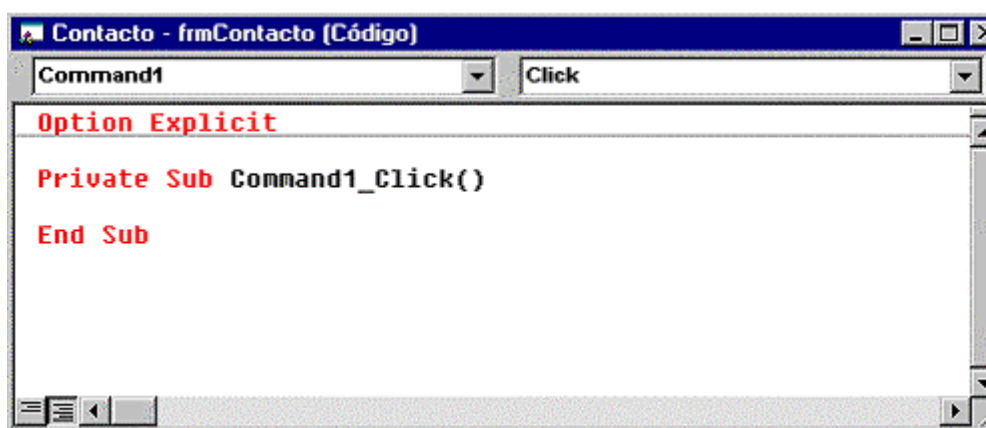 Contacto - frmContacto (Código)
Command1 Click
Option Explicit
Private Sub Command1_Click()
End Sub